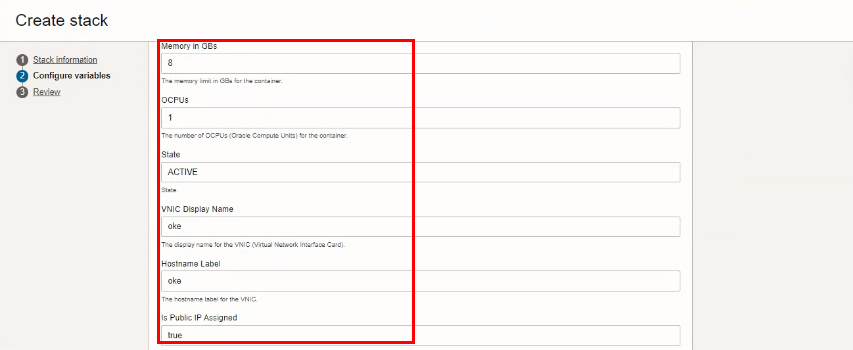 Create stack
1 Stack information
2 Configure variables
3 Review
Memory in GBs
8
The memory limit in GBs for the container.
OCPUs
1
The number of OCPUs (Oracle Compute Units) for the container.
State
ACTIVE
State.
VNIC Display Name
oke
The display name for the VNIC (Virtual Network Interface Card).
Hostname Label
oke
The hostname label for the VNIC.
Is Public IP Assigned
true